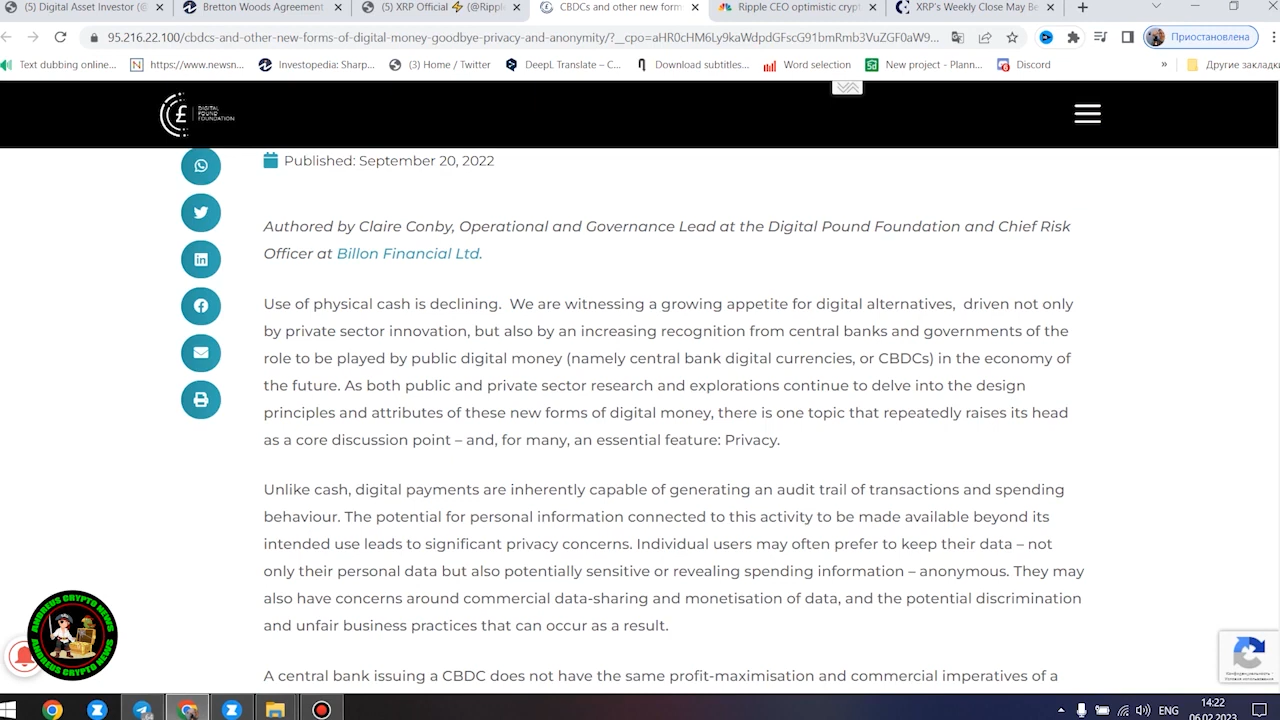 (5) Digital Asset Investor (@
Bretton Woods Agreement
(5) XRP Official ⚡ (@Ripple
CBDCs and other new form
Ripple CEO optimistic crypt
XRP's Weekly Close May Be
95.216.22.100/cbdcs-and-other-new-forms-of-digital-money-goodbye-privacy-and-anonymity/?__cpo=aHR0cHM6Ly9kaWdpdGFscG91bmRmb3VuZGF0aW9...
Приостановлена
Text dubbing online...
https://www.newsn...
Investopedia: Sharp...
(3) Home / Twitter
DeepL Translate – C...
Download subtitles...
Word selection
New project - Plann...
Discord
»
Другие закладки
DIGITAL
POUND
FOUNDATION
Published: September 20, 2022
Authored by Claire Conby, Operational and Governance Lead at the Digital Pound Foundation and Chief Risk
Officer at Billon Financial Ltd.
Use of physical cash is declining.  We are witnessing a growing appetite for digital alternatives,  driven not only
by private sector innovation, but also by an increasing recognition from central banks and governments of the
role to be played by public digital money (namely central bank digital currencies, or CBDCs) in the economy of
the future. As both public and private sector research and explorations continue to delve into the design
principles and attributes of these new forms of digital money, there is one topic that repeatedly raises its head
as a core discussion point – and, for many, an essential feature: Privacy.
Unlike cash, digital payments are inherently capable of generating an audit trail of transactions and spending
behaviour. The potential for personal information connected to this activity to be made available beyond its
intended use leads to significant privacy concerns. Individual users may often prefer to keep their data – not
only their personal data but also potentially sensitive or revealing spending information – anonymous. They may
also have concerns around commercial data-sharing and monetisation of data, and the potential discrimination
and unfair business practices that can occur as a result.
A central bank issuing a CBDC does not have the same profit-maximisation and commercial imperatives of a
ANDREUS CRYPTO NEWS
ANDREUS CRYPTO NEWS
14:22
ENG
06.02.2023